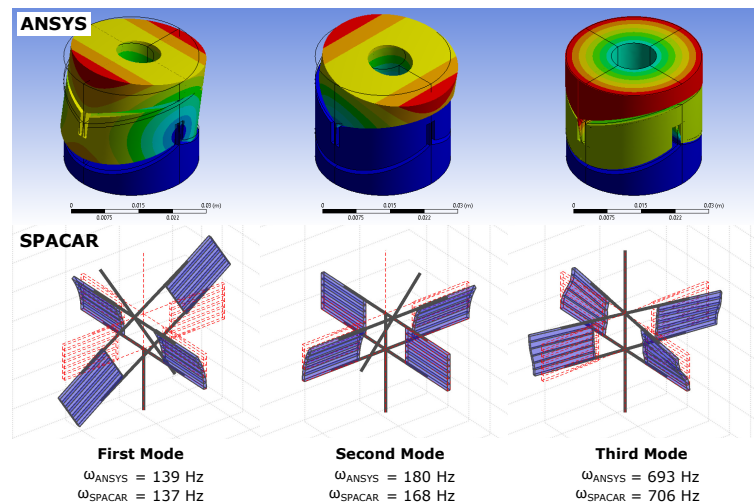 ANSYS
0 0.015 0.03 (m)
0.0075 0.022
0 0.015 0.03 (m)
0.0075 0.022
0 0.015 0.03 (m)
0.0075 0.022
SPACAR
First Mode
ωANSYS = 139 Hz
ωSPACAR = 137 Hz
Second Mode
ωANSYS = 180 Hz
ωSPACAR = 168 Hz
Third Mode
ωANSYS = 693 Hz
ωSPACAR = 706 Hz